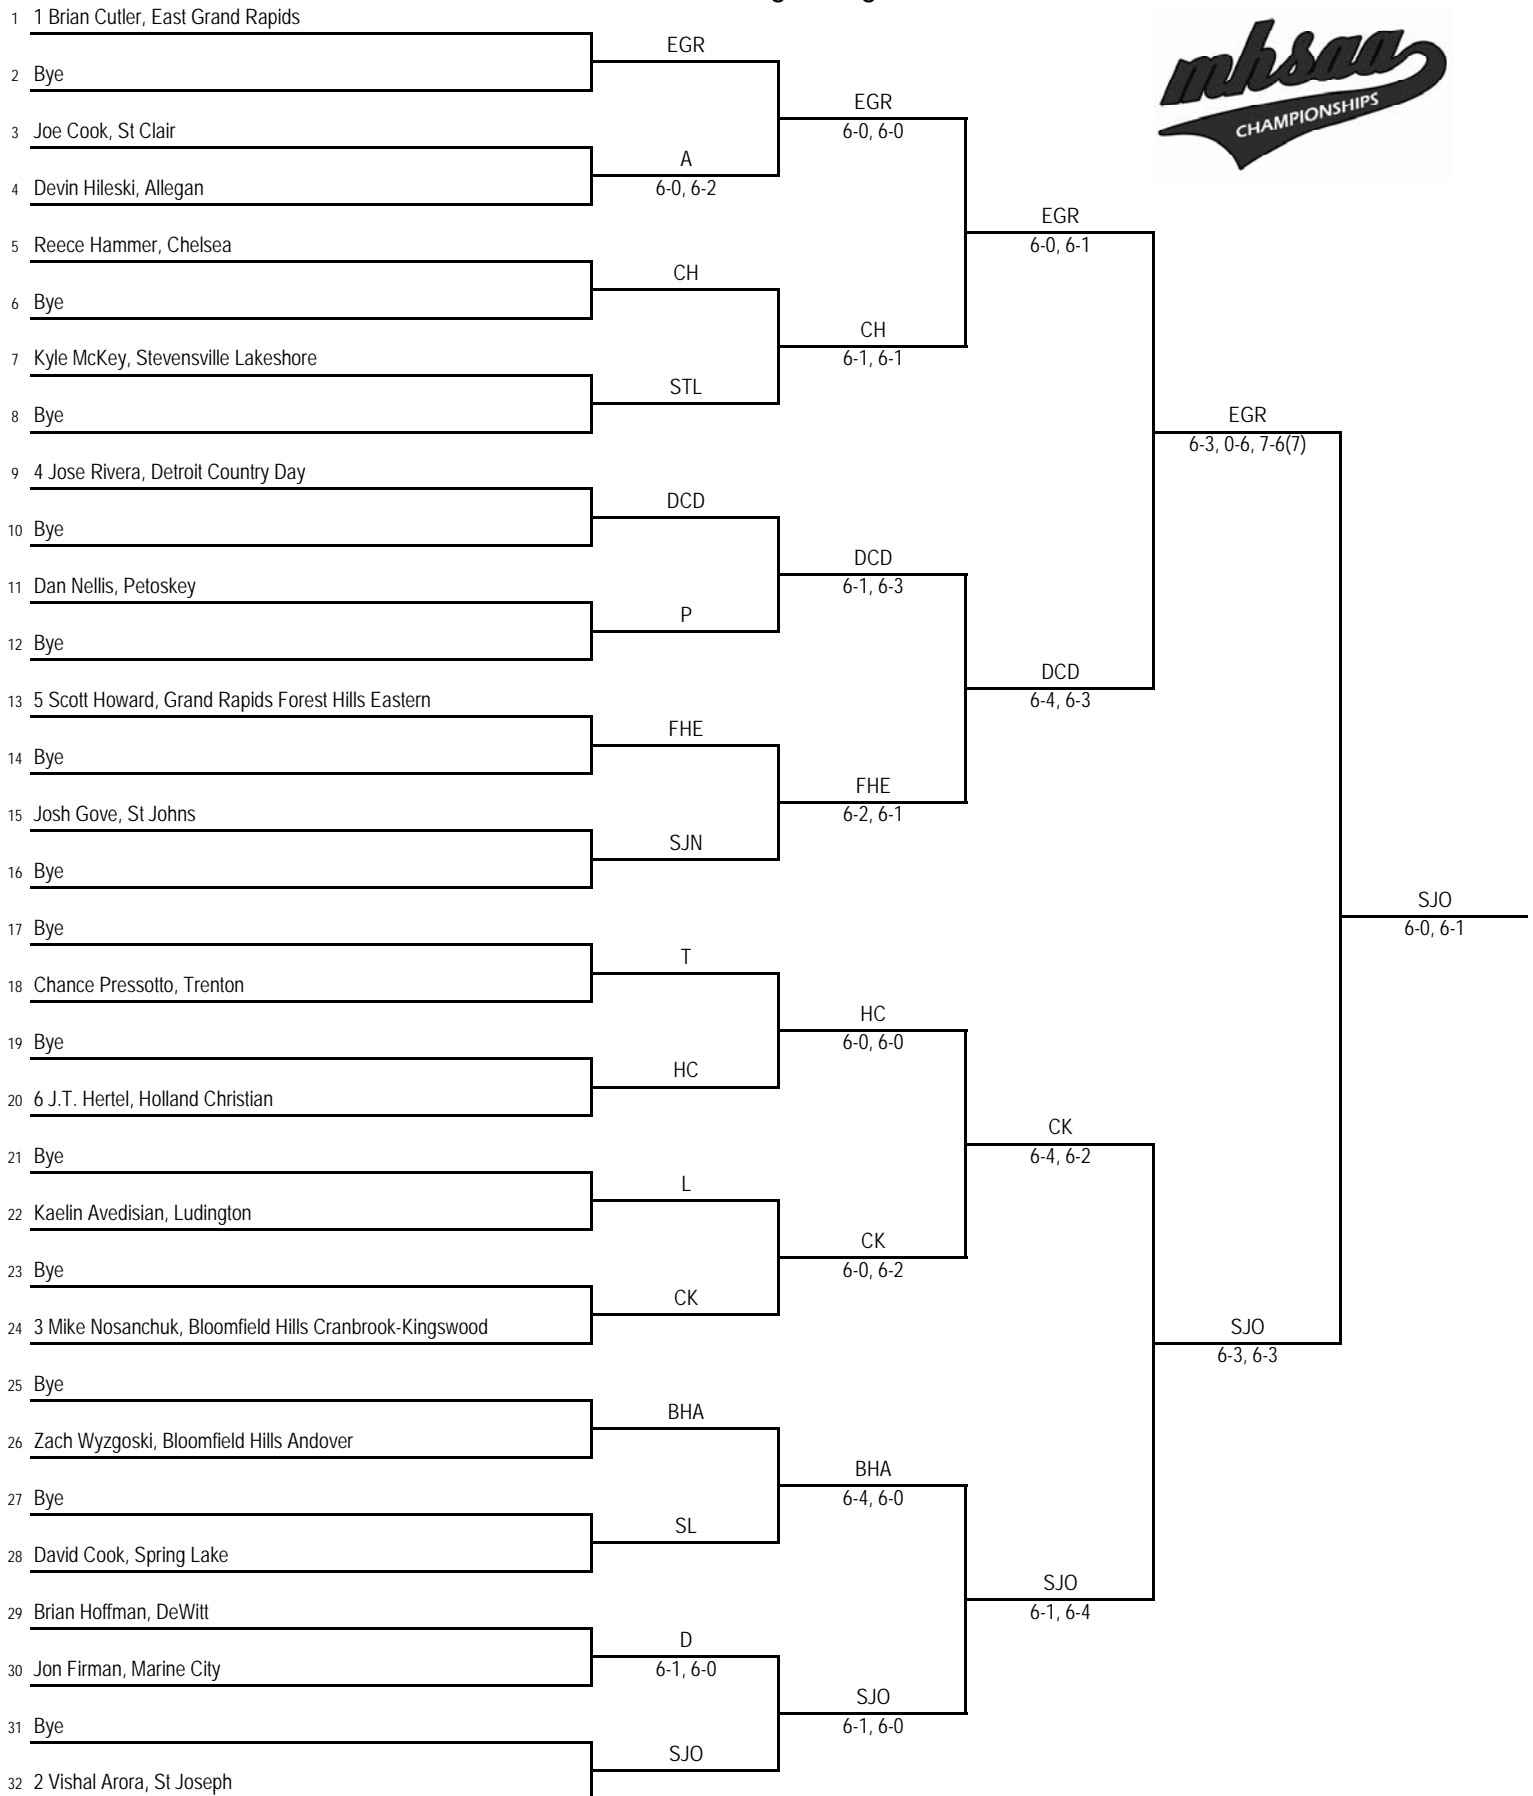 1 1 Brian Cutler, East Grand Rapids
EGR
2 Bye
EGR
6-0, 6-0
3 Joe Cook, St Clair
A
6-0, 6-2
4 Devin Hileski, Allegan
EGR
6-0, 6-1
5 Reece Hammer, Chelsea
CH
6 Bye
CH
6-1, 6-1
7 Kyle McKey, Stevensville Lakeshore
STL
8 Bye
EGR
6-3, 0-6, 7-6(7)
9 4 Jose Rivera, Detroit Country Day
DCD
10 Bye
DCD
6-1, 6-3
11 Dan Nellis, Petoskey
P
12 Bye
DCD
6-4, 6-3
13 5 Scott Howard, Grand Rapids Forest Hills Eastern
FHE
14 Bye
FHE
6-2, 6-1
15 Josh Gove, St Johns
SJN
16 Bye
SJO
6-0, 6-1
17 Bye
T
18 Chance Pressotto, Trenton
HC
6-0, 6-0
19 Bye
HC
20 6 J.T. Hertel, Holland Christian
CK
6-4, 6-2
21 Bye
L
22 Kaelin Avedisian, Ludington
CK
6-0, 6-2
23 Bye
CK
24 3 Mike Nosanchuk, Bloomfield Hills Cranbrook-Kingswood
SJO
6-3, 6-3
25 Bye
BHA
26 Zach Wyzgoski, Bloomfield Hills Andover
BHA
6-4, 6-0
27 Bye
SL
28 David Cook, Spring Lake
SJO
6-1, 6-4
29 Brian Hoffman, DeWitt
D
6-1, 6-0
30 Jon Firman, Marine City
SJO
6-1, 6-0
31 Bye
SJO
32 2 Vishal Arora, St Joseph
mhsaa
CHAMPIONSHIPS